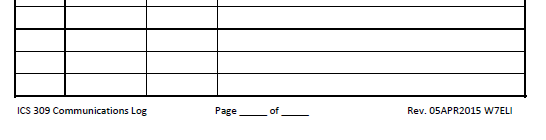 ICS 309 Communications Log Page _____ of _____ Rev. 05APR2015 W7ELI